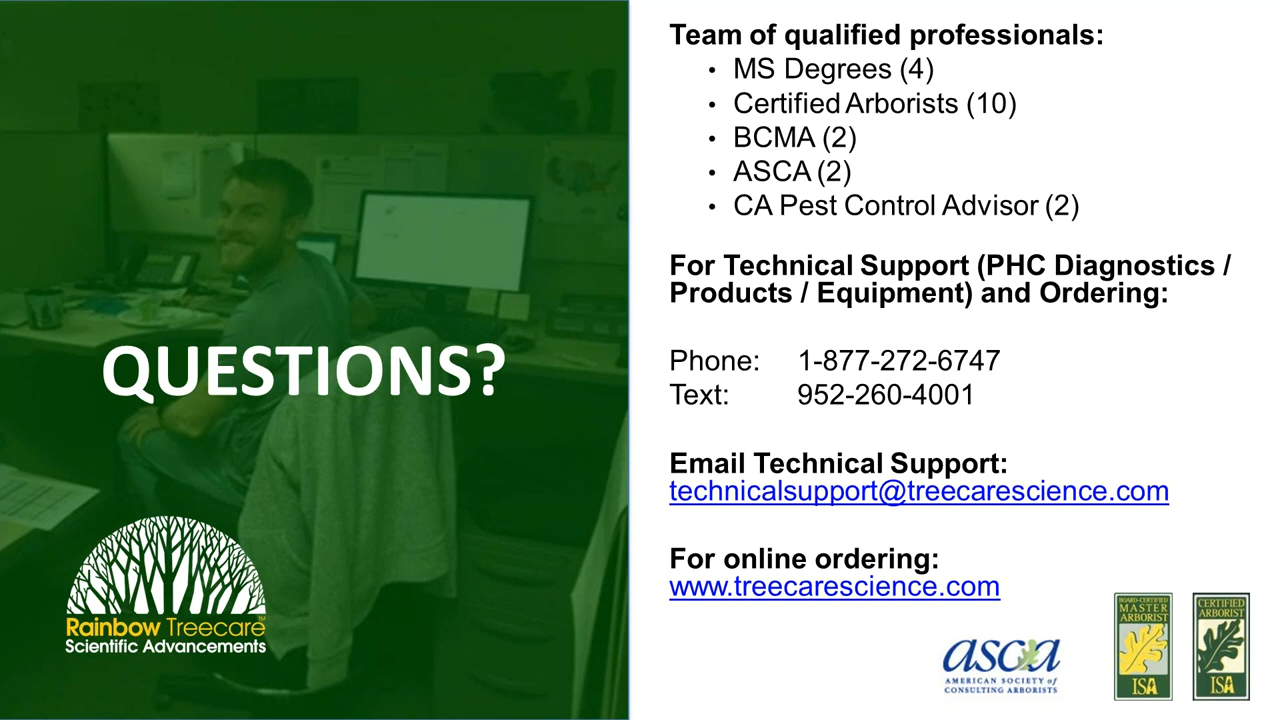 QUESTIONS?
Rainbow Treecare™
Scientific Advancements
Team of qualified professionals:
• MS Degrees (4)
• Certified Arborists (10)
• BCMA (2)
• ASCA (2)
• CA Pest Control Advisor (2)
For Technical Support (PHC Diagnostics /
Products / Equipment) and Ordering:
Phone: 1-877-272-6747
Text: 952-260-4001
Email Technical Support:
technicalsupport@treecarescience.com
For online ordering:
www.treecarescience.com
asca
AMERICAN SOCIETY of
CONSULTING ARBORISTS
BOARD-CERTIFIED
MASTER
ARBORIST
ISA
CERTIFIED
ARBORIST
ISA